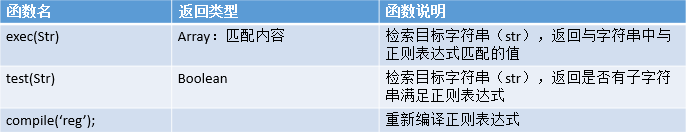 函数名 返回类型 函数说明
exec(Str) Array：匹配内容 检索目标字符串（str），返回与字符串中与
正则表达式匹配的值
test(Str) Boolean 检索目标字符串（str），返回是否有子字符
串满足正则表达式
compile(‘reg’); 重新编译正则表达式